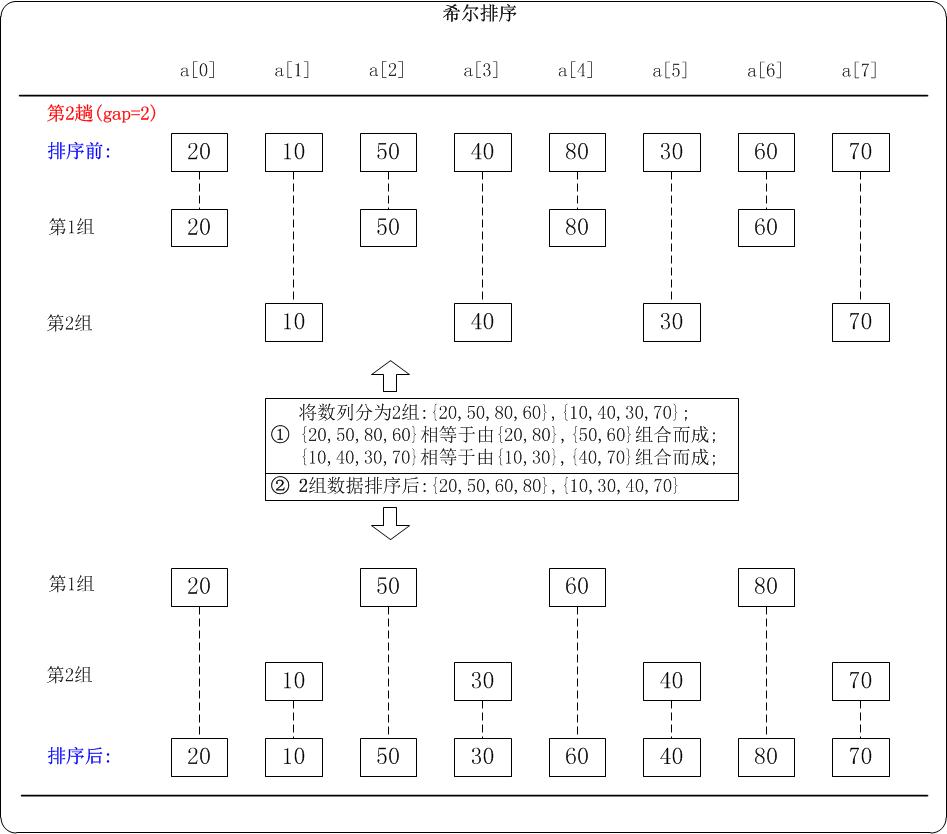 希尔排序
a[0] a[1] a[2] a[3] a[4] a[5] a[6] a[7]
第2趟(gap=2)
排序前: 20 10 50 40 80 30 60 70
第1组 20 50 80 60
第2组 10 40 30 70
将数列分为2组:{20,50,80,60},{10,40,30,70};
① {20,50,80,60}相等于由{20,80},{50,60}组合而成;
{10,40,30,70}相等于由{10,30},{40,70}组合而成;
② 2组数据排序后:{20,50,60,80},{10,30,40,70}
第1组 20 50 60 80
第2组 10 30 40 70
排序后: 20 10 50 30 60 40 80 70